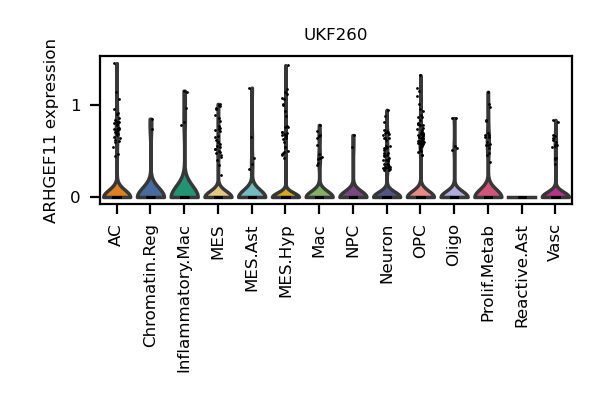 UKF260
ARHGEF11 expression
1
0
AC
Chromatin.Reg
Inflammatory.Mac
MES
MES.Ast
MES.Hyp
Mac
NPC
Neuron
OPC
Oligo
Prolif.Metab
Reactive.Ast
Vasc